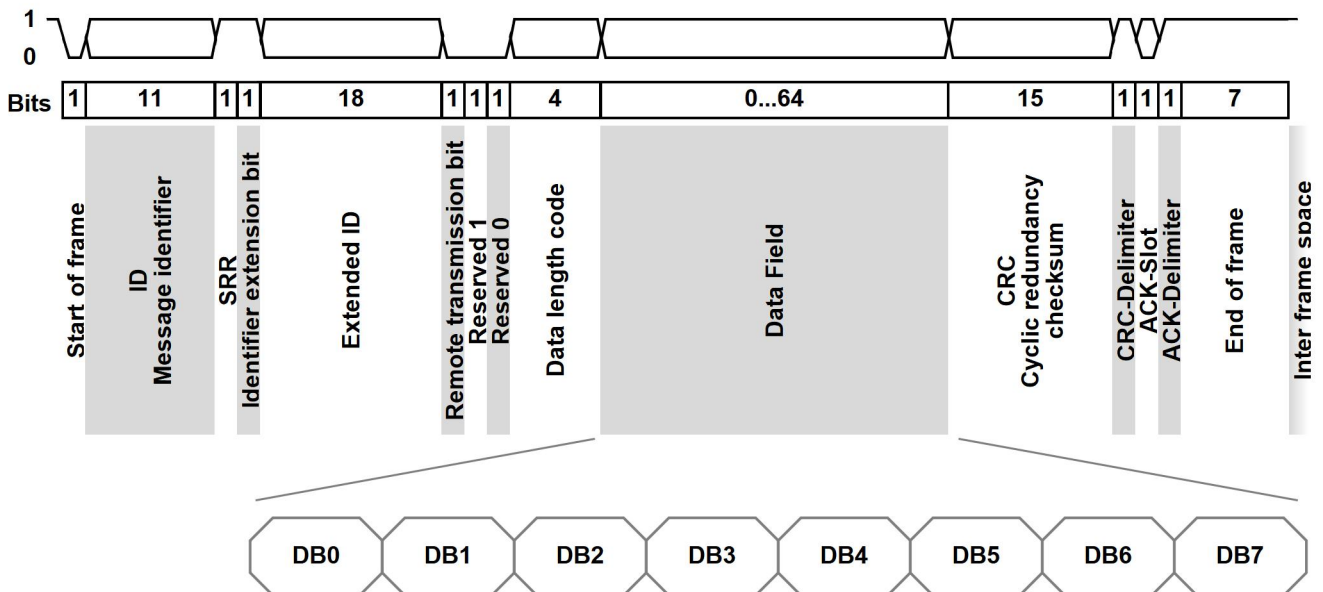 1
0
Bits 1 11 1 1 18 1 1 1 4 0...64 15 1 1 1 7
Start of frame
ID
Message identifier
SRR
Identifier extension bit
Extended ID
Remote transmission bit
Reserved 1
Reserved 0
Data length code
Data Field
CRC
Cyclic redundancy
checksum
CRC-Delimiter
ACK-Slot
ACK-Delimiter
End of frame
Inter frame space
DB0 DB1 DB2 DB3 DB4 DB5 DB6 DB7